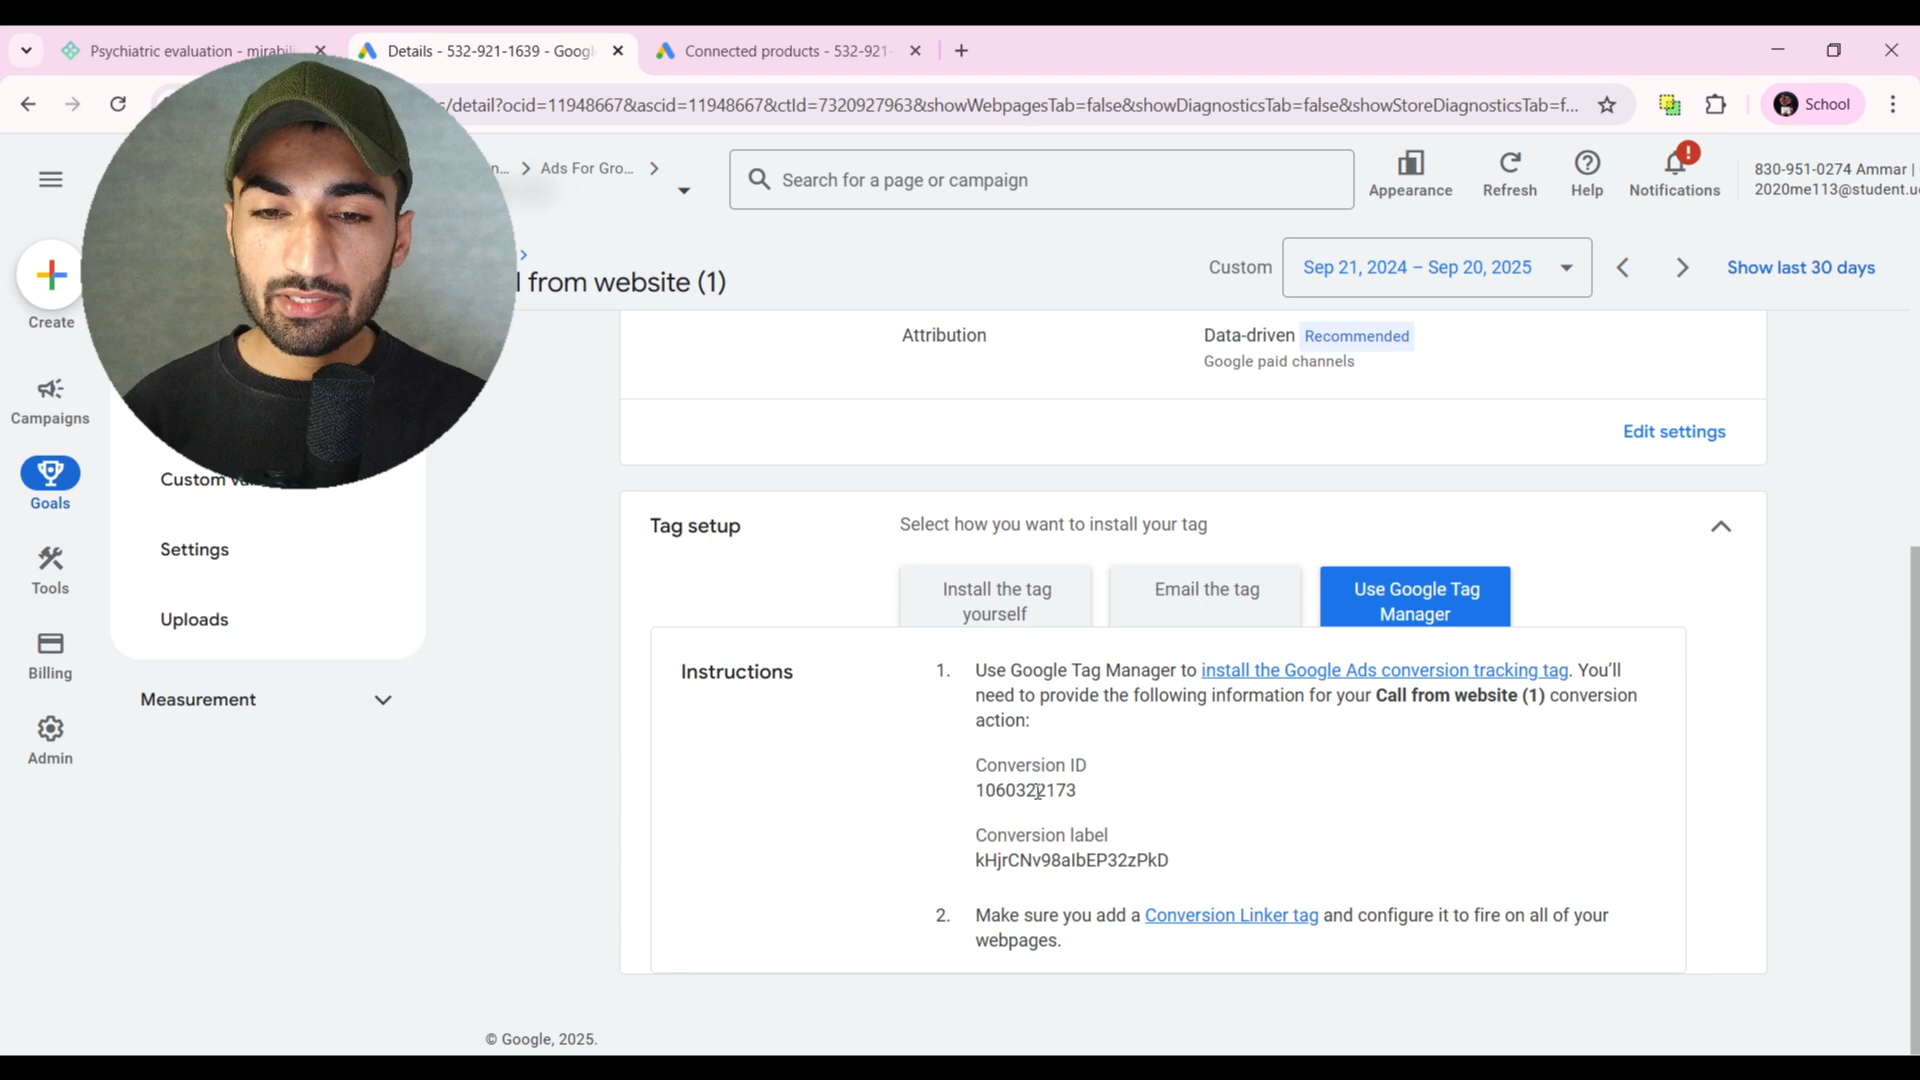 Psychiatric evaluation - mirabil
Details - 532-921-1639 - Googl
Connected products - 532-921-
s/detail?ocid=11948667&ascid=11948667&ctId=7320927963&showWebpagesTab=false&showDiagnosticsTab=false&showStoreDiagnosticsTab=f...
School
n...
Ads For Gro...
Search for a page or campaign
Appearance
Refresh
Help
Notifications
830-951-0274 Ammar |
2020me113@student.u
l from website (1)
Custom
Sep 21, 2024 – Sep 20, 2025
Show last 30 days
Create
Campaigns
Goals
Tools
Billing
Admin
Custom
Settings
Uploads
Measurement
Attribution
Data-driven Recommended
Google paid channels
Edit settings
Tag setup
Select how you want to install your tag
Install the tag
yourself
Email the tag
Use Google Tag
Manager
Instructions
1. Use Google Tag Manager to install the Google Ads conversion tracking tag. You’ll
need to provide the following information for your Call from website (1) conversion
action:
Conversion ID
1060322173
Conversion label
kHjrCNv98aIbEP32zPkD
2. Make sure you add a Conversion Linker tag and configure it to fire on all of your
webpages.
© Google, 2025.